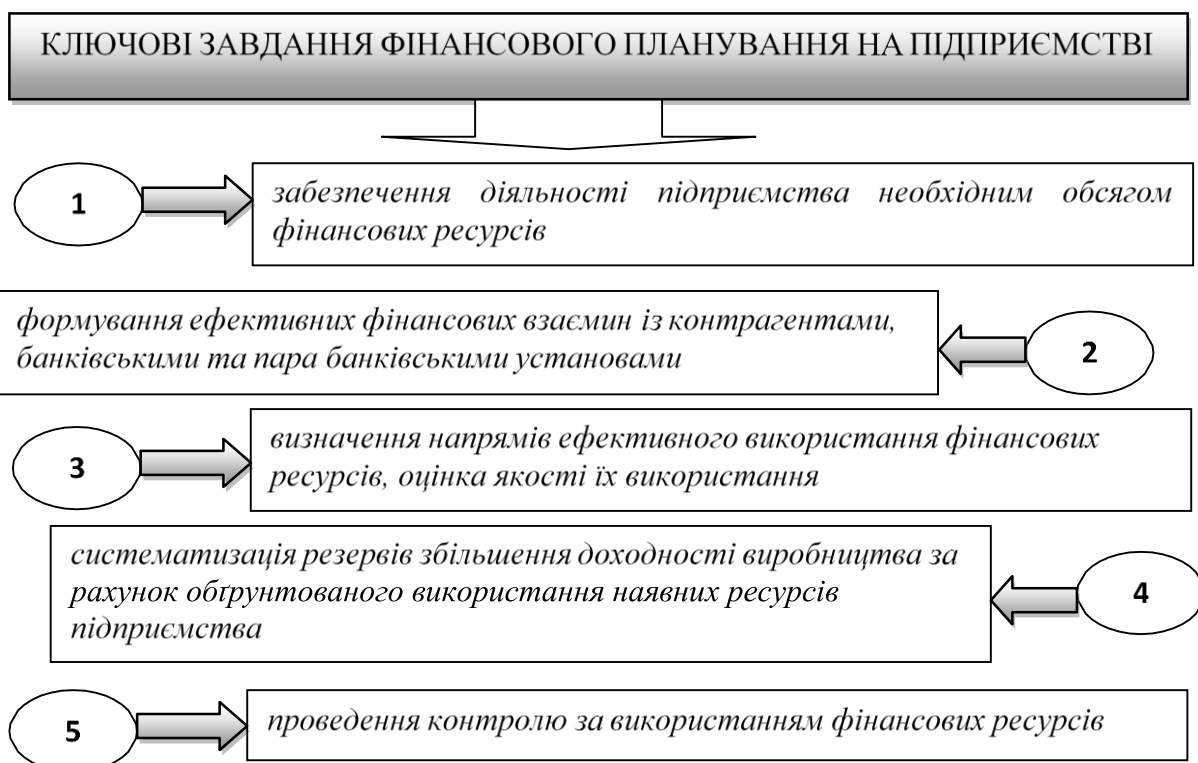 КЛЮЧОВІ ЗАВДАННЯ ФІНАНСОВОГО ПЛАНУВАННЯ НА ПІДПРИЄМСТВІ
1
забезпечення діяльності підприємства необхідним обсягом
фінансових ресурсів
формування ефективних фінансових взаємин із контрагентами,
банківськими та пара банківськими установами
2
3
визначення напрямів ефективного використання фінансових
ресурсів, оцінка якості їх використання
систематизація резервів збільшення доходності виробництва за
рахунок обґрунтованого використання наявних ресурсів
підприємства
4
5
проведення контролю за використанням фінансових ресурсів